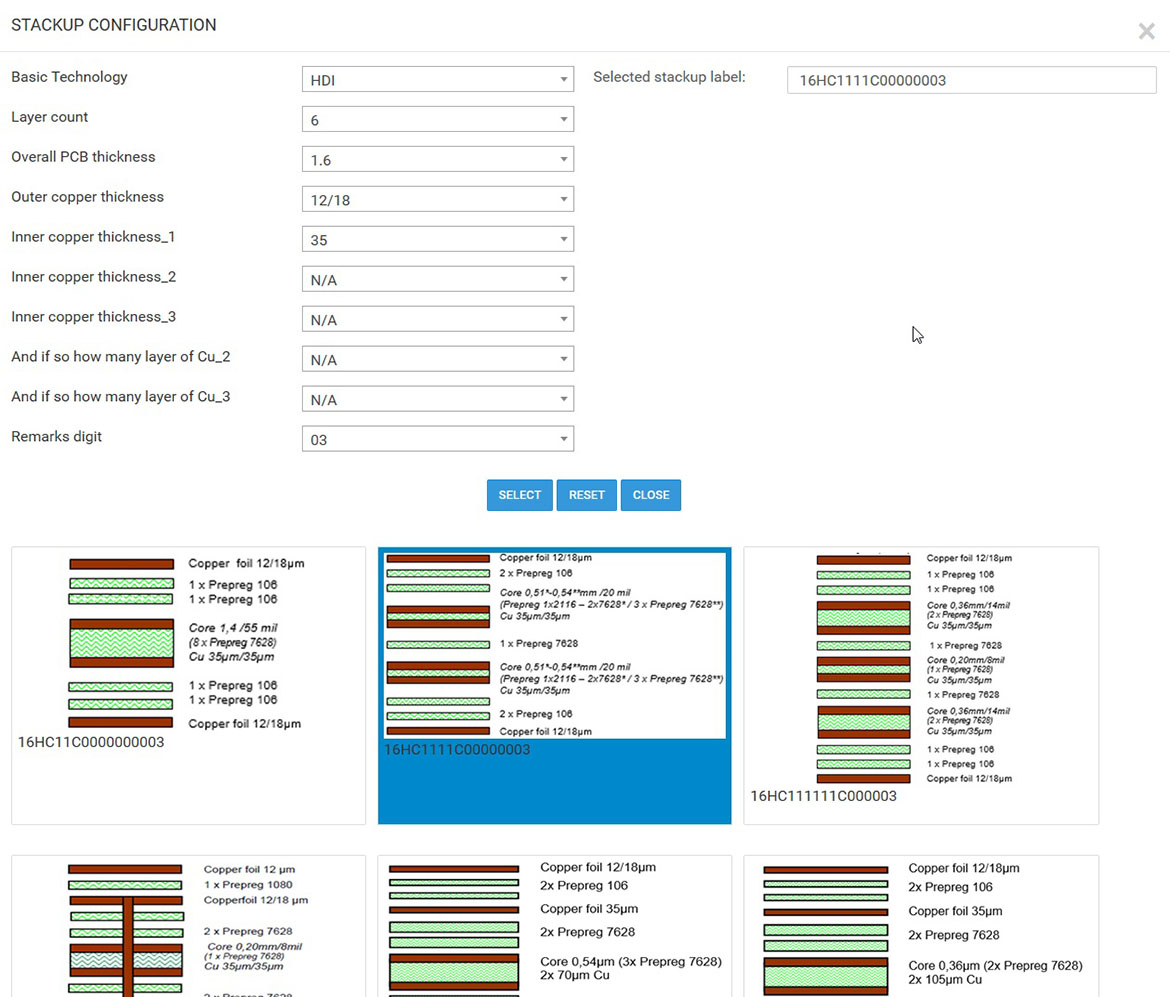 STACKUP CONFIGURATION
Basic Technology
HDI
Selected stackup label:
16HC1111C00000003
Layer count
6
Overall PCB thickness
1.6
Outer copper thickness
12/18
Inner copper thickness_1
35
Inner copper thickness_2
N/A
Inner copper thickness_3
N/A
And if so how many layer of Cu_2
N/A
And if so how many layer of Cu_3
N/A
Remarks digit
03
SELECT
RESET
CLOSE
Copper foil 12/18µm
1 x Prepreg 106
1 x Prepreg 106
Core 1,4 /55 mil
(8 x Prepreg 7628)
Cu 35µm/35µm
1 x Prepreg 106
1 x Prepreg 106
Copper foil 12/18µm
16HC11C0000000003
Copper foil 12/18µm
2 x Prepreg 106
Core 0,51*-0,54**mm /20 mil
(Prepreg 1x2116 – 2x7628* / 3 x Prepreg 7628**)
Cu 35µm/35µm
1 x Prepreg 7628
Core 0,51*-0,54**mm /20 mil
(Prepreg 1x2116 – 2x7628* / 3 x Prepreg 7628**)
Cu 35µm/35µm
2 x Prepreg 106
Copper foil 12/18µm
16HC1111C00000003
Copper foil 12/18µm
1 x Prepreg 106
1 x Prepreg 106
Core 0,36mm/14mil
(2 x Prepreg 7628)
Cu 35µm/35µm
1 x Prepreg 7628
Core 0,20mm/8mil
(1 x Prepreg 7628)
Cu 35µm/35µm
1 x Prepreg 7628
Core 0,36mm/14mil
(2 x Prepreg 7628)
Cu 35µm/35µm
1 x Prepreg 106
1 x Prepreg 106
Copper foil 12/18µm
16HC111111C000003
Copper foil 12 µm
1 x Prepreg 1080
Copperfoil 12/18 µm
2 x Prepreg 7628
Core 0,20mm/8mil
(1 x Prepreg 7628)
Cu 35µm/35µm
2 x Prepreg 7628
Copper foil 12/18µm
2x Prepreg 106
Copper foil 35µm
2x Prepreg 7628
Core 0,54µm (3x Prepreg 7628)
2x 70µm Cu
Copper foil 12/18µm
2x Prepreg 106
Copper foil 35µm
2x Prepreg 7628
Core 0,36µm (2x Prepreg 7628)
2x 105µm Cu